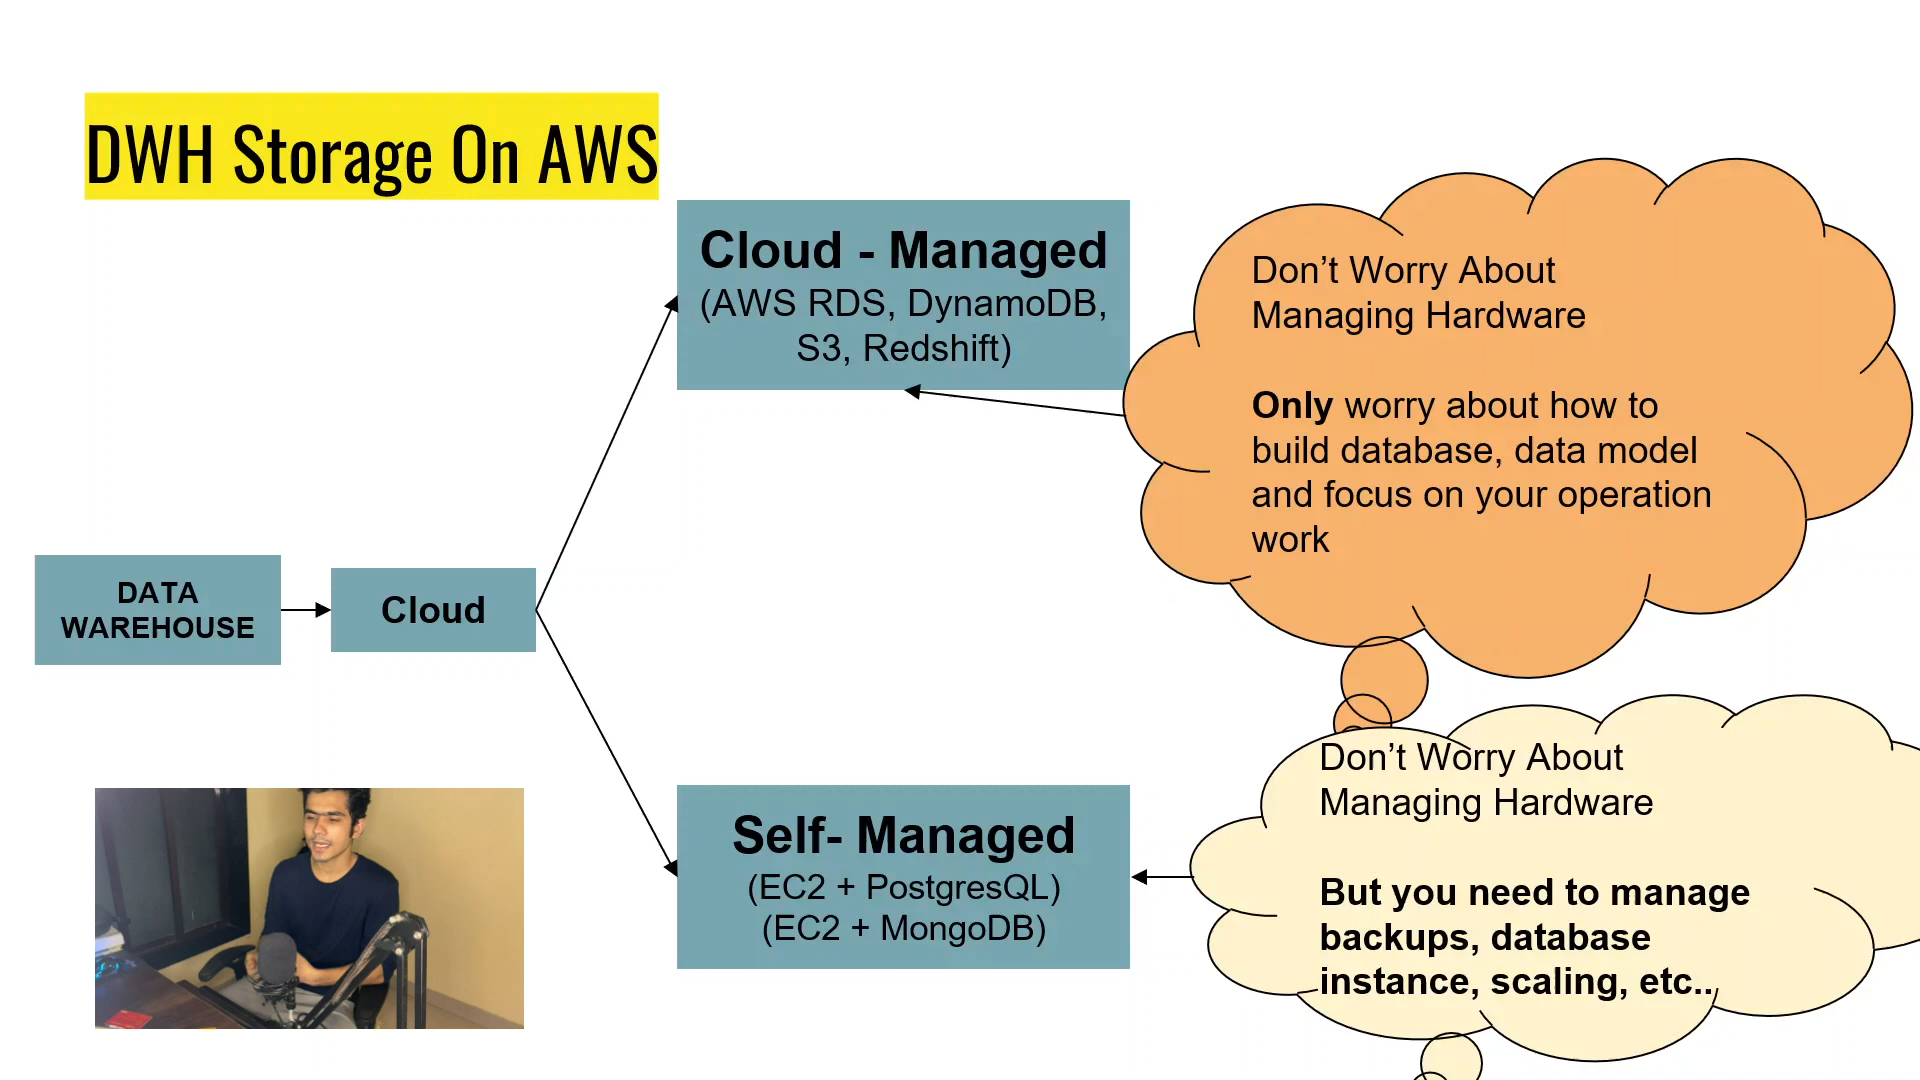 DWH Storage On AWS
Cloud - Managed
(AWS RDS, DynamoDB,
S3, Redshift)
Don’t Worry About
Managing Hardware
Only worry about how to
build database, data model
and focus on your operation
work
DATA
WAREHOUSE
Cloud
Self- Managed
(EC2 + PostgresQL)
(EC2 + MongoDB)
Don’t Worry About
Managing Hardware
But you need to manage
backups, database
instance, scaling, etc..